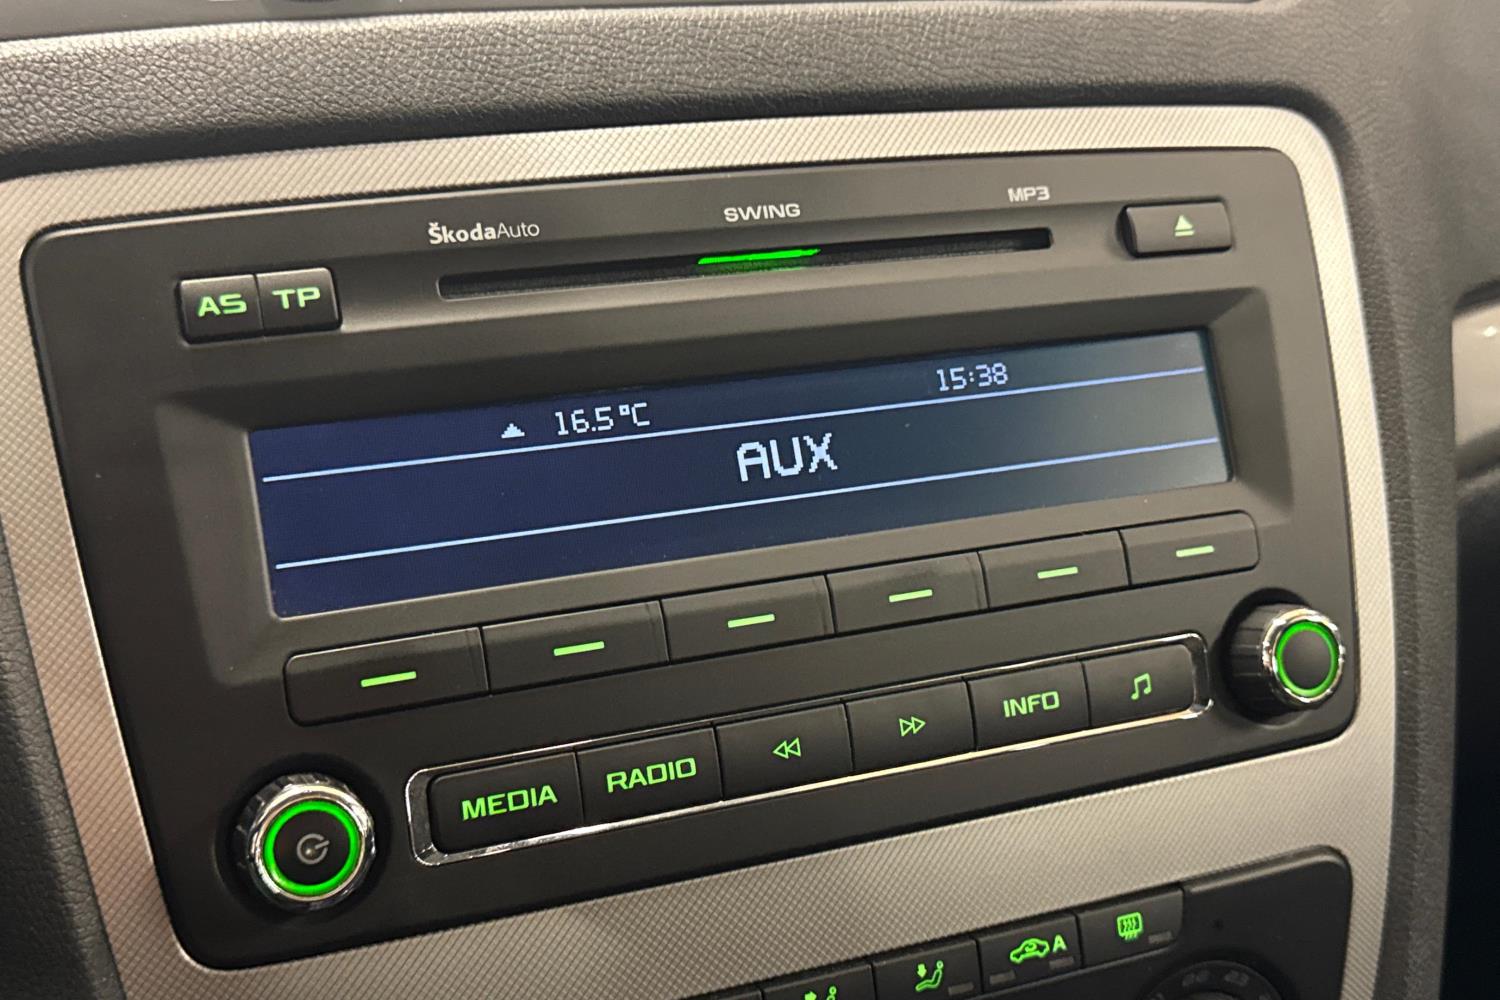 ŠkodaAuto
SWING
MP3
AS
TP
16.5°C
15:38
AUX
MEDIA
RADIO
INFO
A